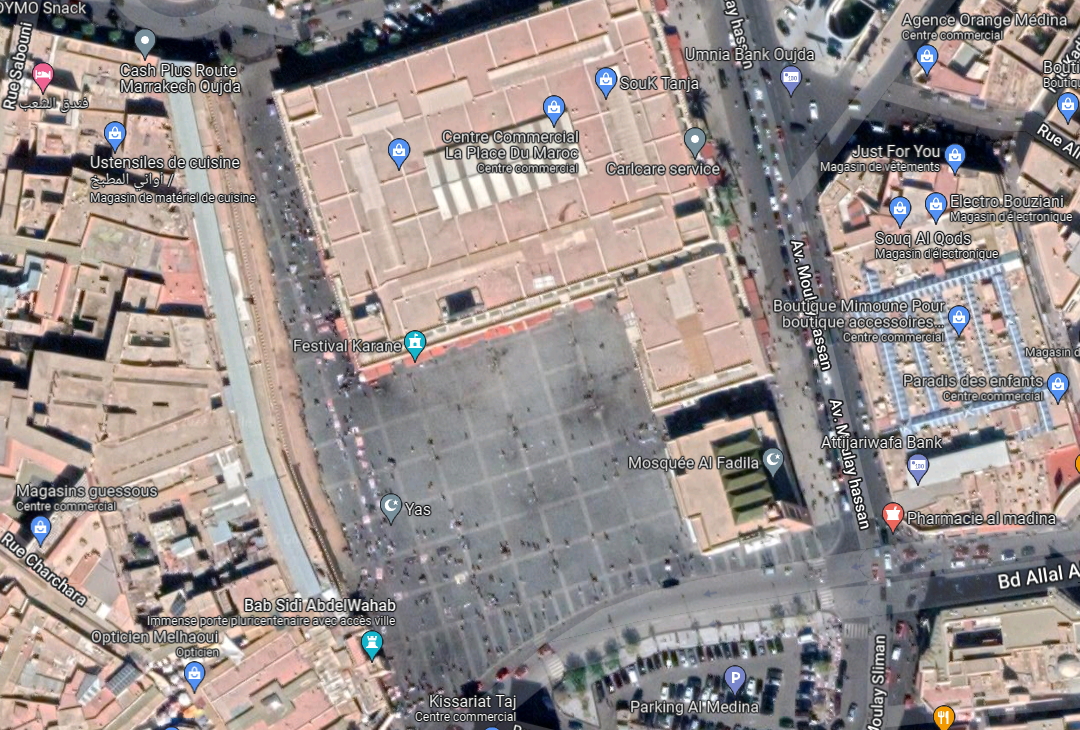 OYMO Snack
Rue Sabouni
فندق الشعب
Cash Plus Route
Marrakech Oujda
Ustensiles de cuisine
/ أواني المطبخ
Magasin de matériel de cuisine
Centre Commercial
La Place Du Maroc
Centre commercial
SouK Tanja
Carlcare service
Umnia Bank Oujda
Agence Orange Médina
Centre commercial
Just For You
Magasin de vêtements
Electro Bouziani
Magasin d'électronique
Souq Al Qods
Magasin d'électronique
Av. Moulay hassan
Boutique Mimoune Pour
boutique accessoires...
Centre commercial
Magasin d
Paradis des enfants
Centre commercial
Festival Karane
Av. Moulay hassan
Attijariwafa Bank
Mosquée Al Fadila
Yas
Magasins guessous
Centre commercial
Rue Charchara
Pharmacie al madina
Bd Allal A
Bab Sidi AbdelWahab
Immense porte pluricentenaire avec accès ville
Opticien Melhaoui
Opticien
Kissariat Taj
Centre commercial
Parking Al Medina
Moulay Sliman